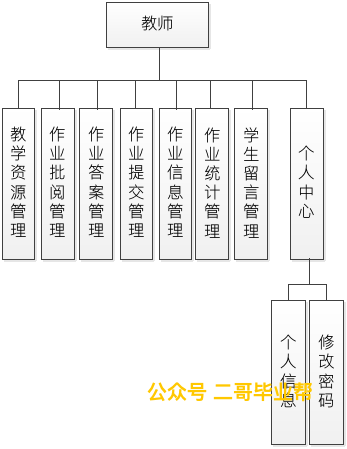 教师
教学资源管理
作业批阅管理
作业答案管理
作业提交管理
作业信息管理
作业统计管理
学生留言管理
个人中心
个人信息
修改密码
公众号 二哥毕业帮